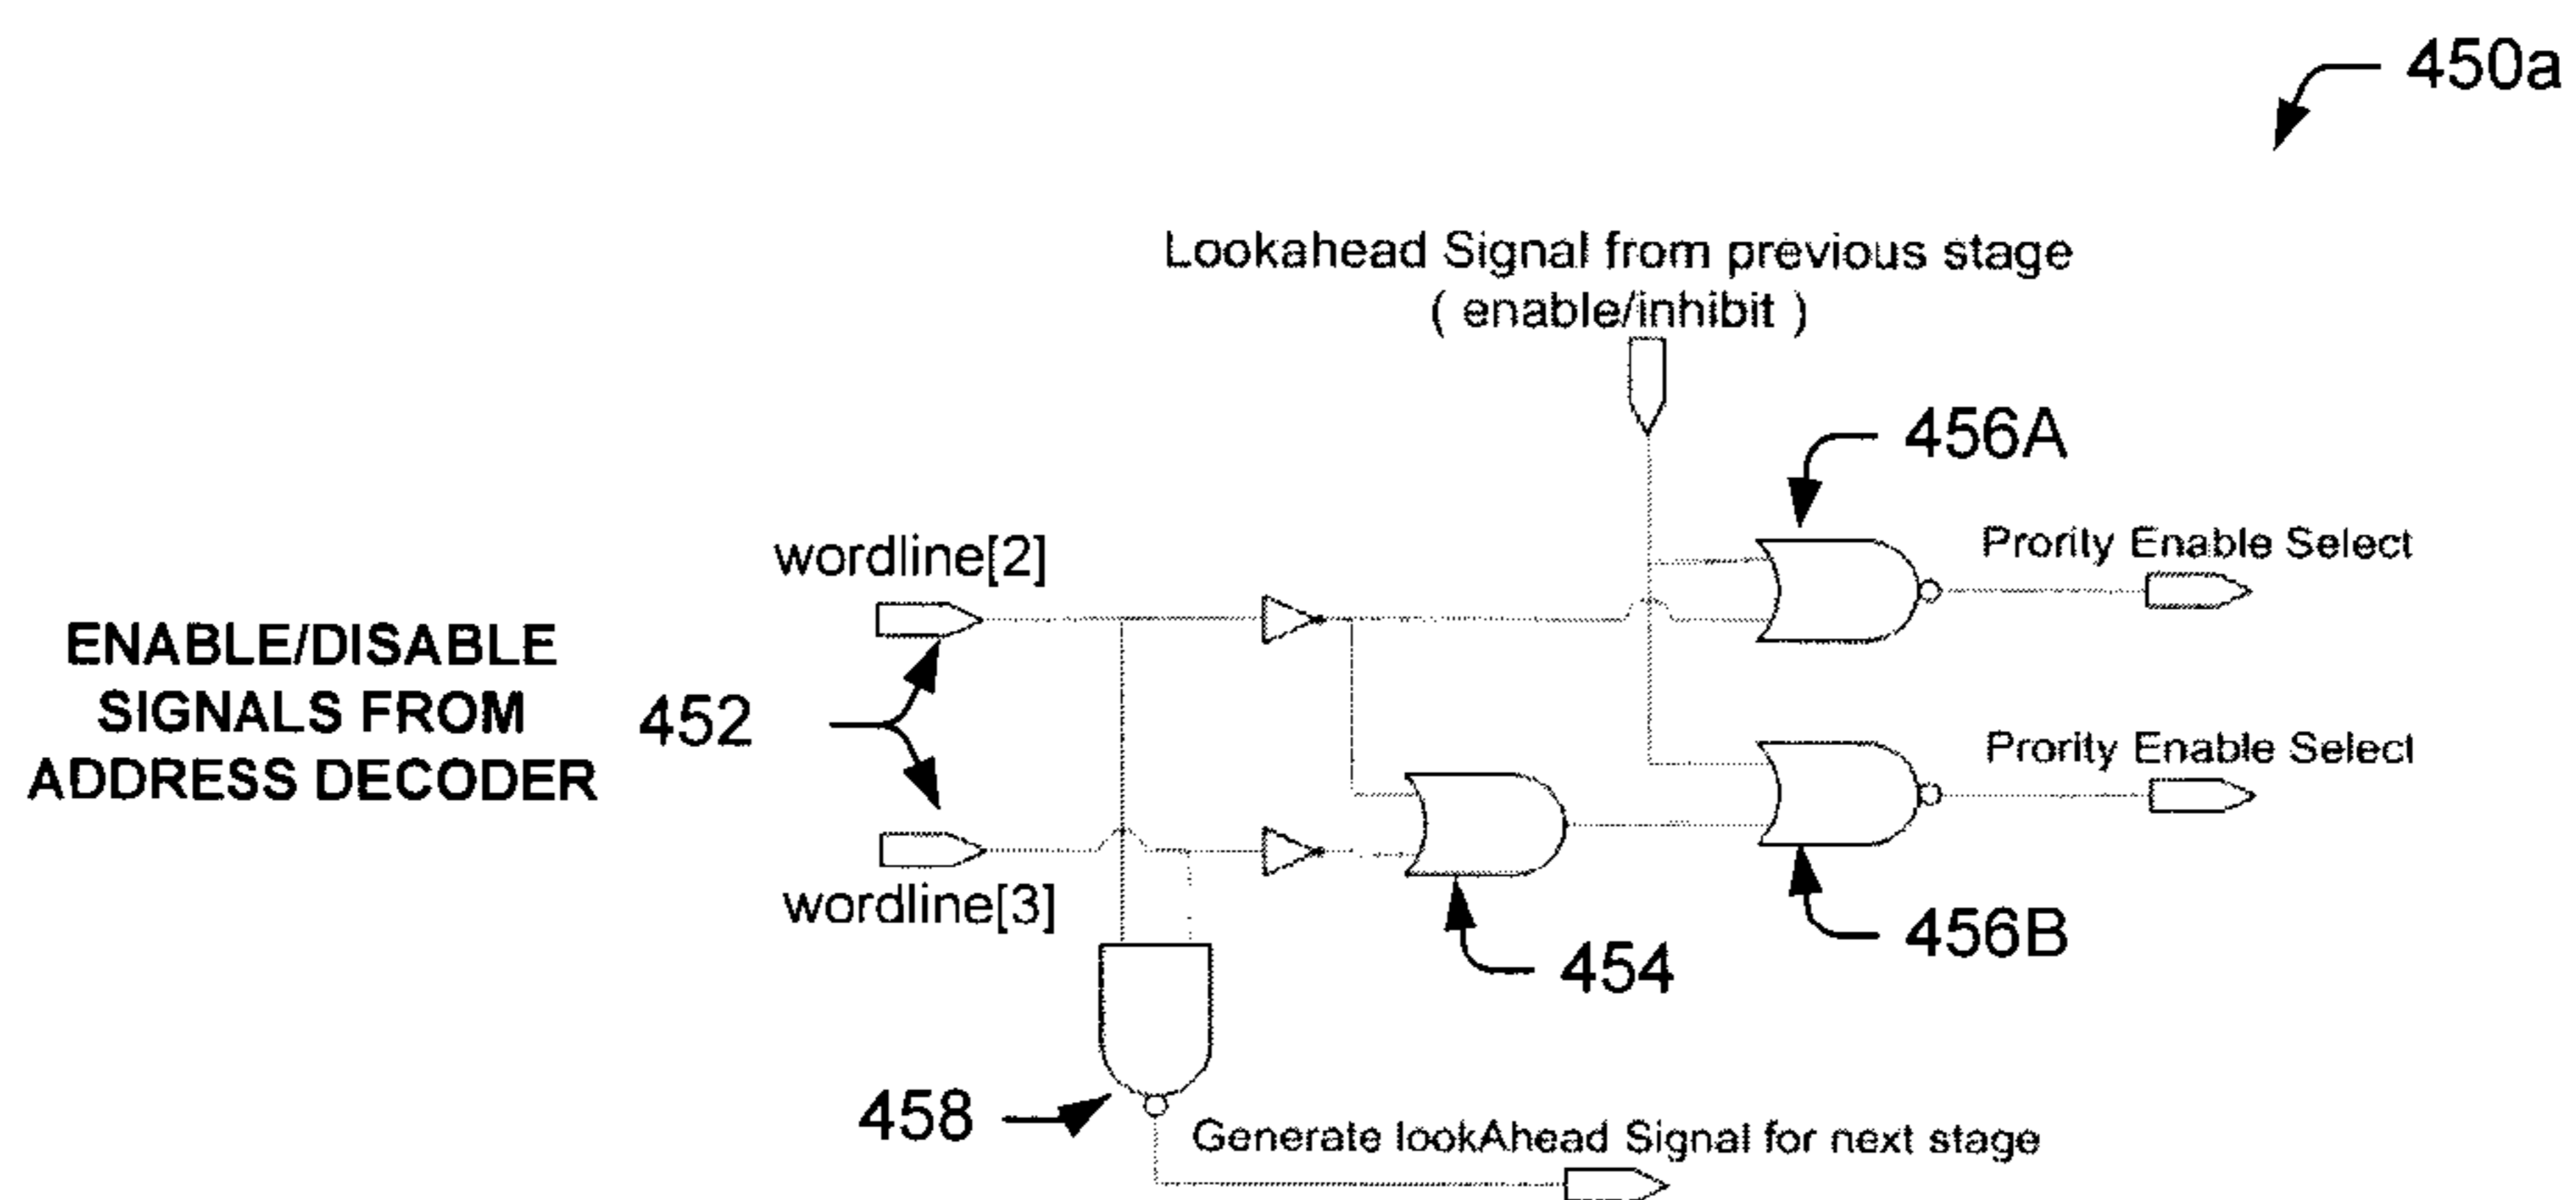 450a
Lookahead Signal from previous stage
( enable/inhibit )
456A
Prority Enable Select
wordline[2]
ENABLE/DISABLE
SIGNALS FROM
ADDRESS DECODER
452
Prority Enable Select
wordline[3]
456B
454
458
Generate lookAhead Signal for next stage